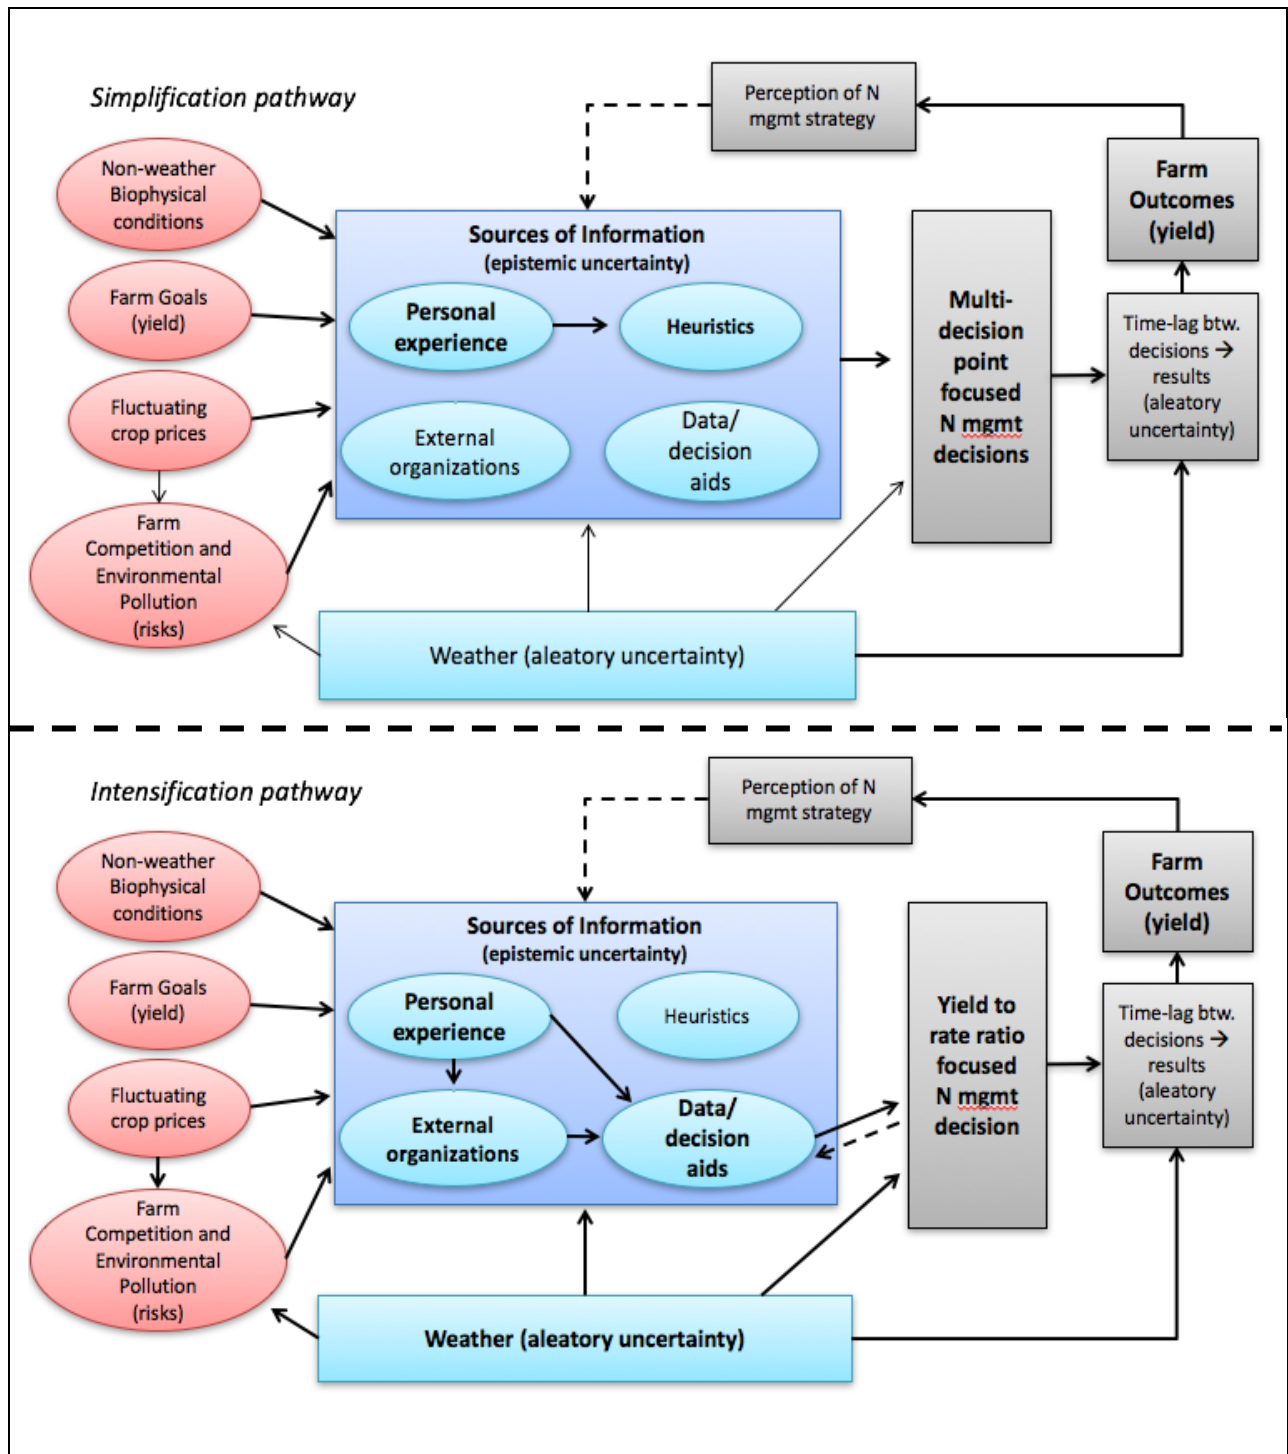 Simplification pathway
Perception of N
mgmt strategy
Non-weather
Biophysical
conditions
Farm
Outcomes
(yield)
Sources of Information
(epistemic uncertainty)
Farm Goals
(yield)
Personal
experience
Heuristics
Multi-
decision
point
focused
N mgmt
decisions
Time-lag btw.
decisions →
results
(aleatory
uncertainty)
Fluctuating
crop prices
External
organizations
Data/
decision
aids
Farm
Competition and
Environmental
Pollution
(risks)
Weather (aleatory uncertainty)
Intensification pathway
Perception of N
mgmt strategy
Non-weather
Biophysical
conditions
Farm
Outcomes
(yield)
Sources of Information
(epistemic uncertainty)
Farm Goals
(yield)
Personal
experience
Heuristics
Yield to
rate ratio
focused
N mgmt
decision
Time-lag btw.
decisions →
results
(aleatory
uncertainty)
Fluctuating
crop prices
External
organizations
Data/
decision
aids
Farm
Competition and
Environmental
Pollution
(risks)
Weather (aleatory uncertainty)